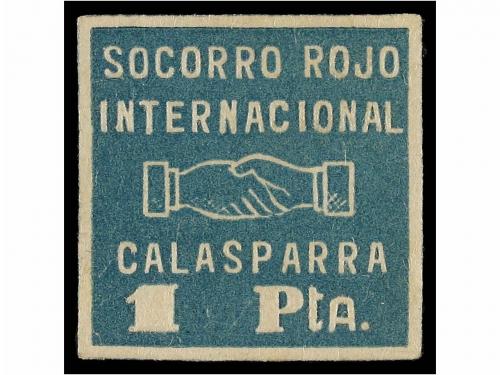 SOCORRO ROJO
INTERNACIONAL
CALASPARRA
1 PtA.